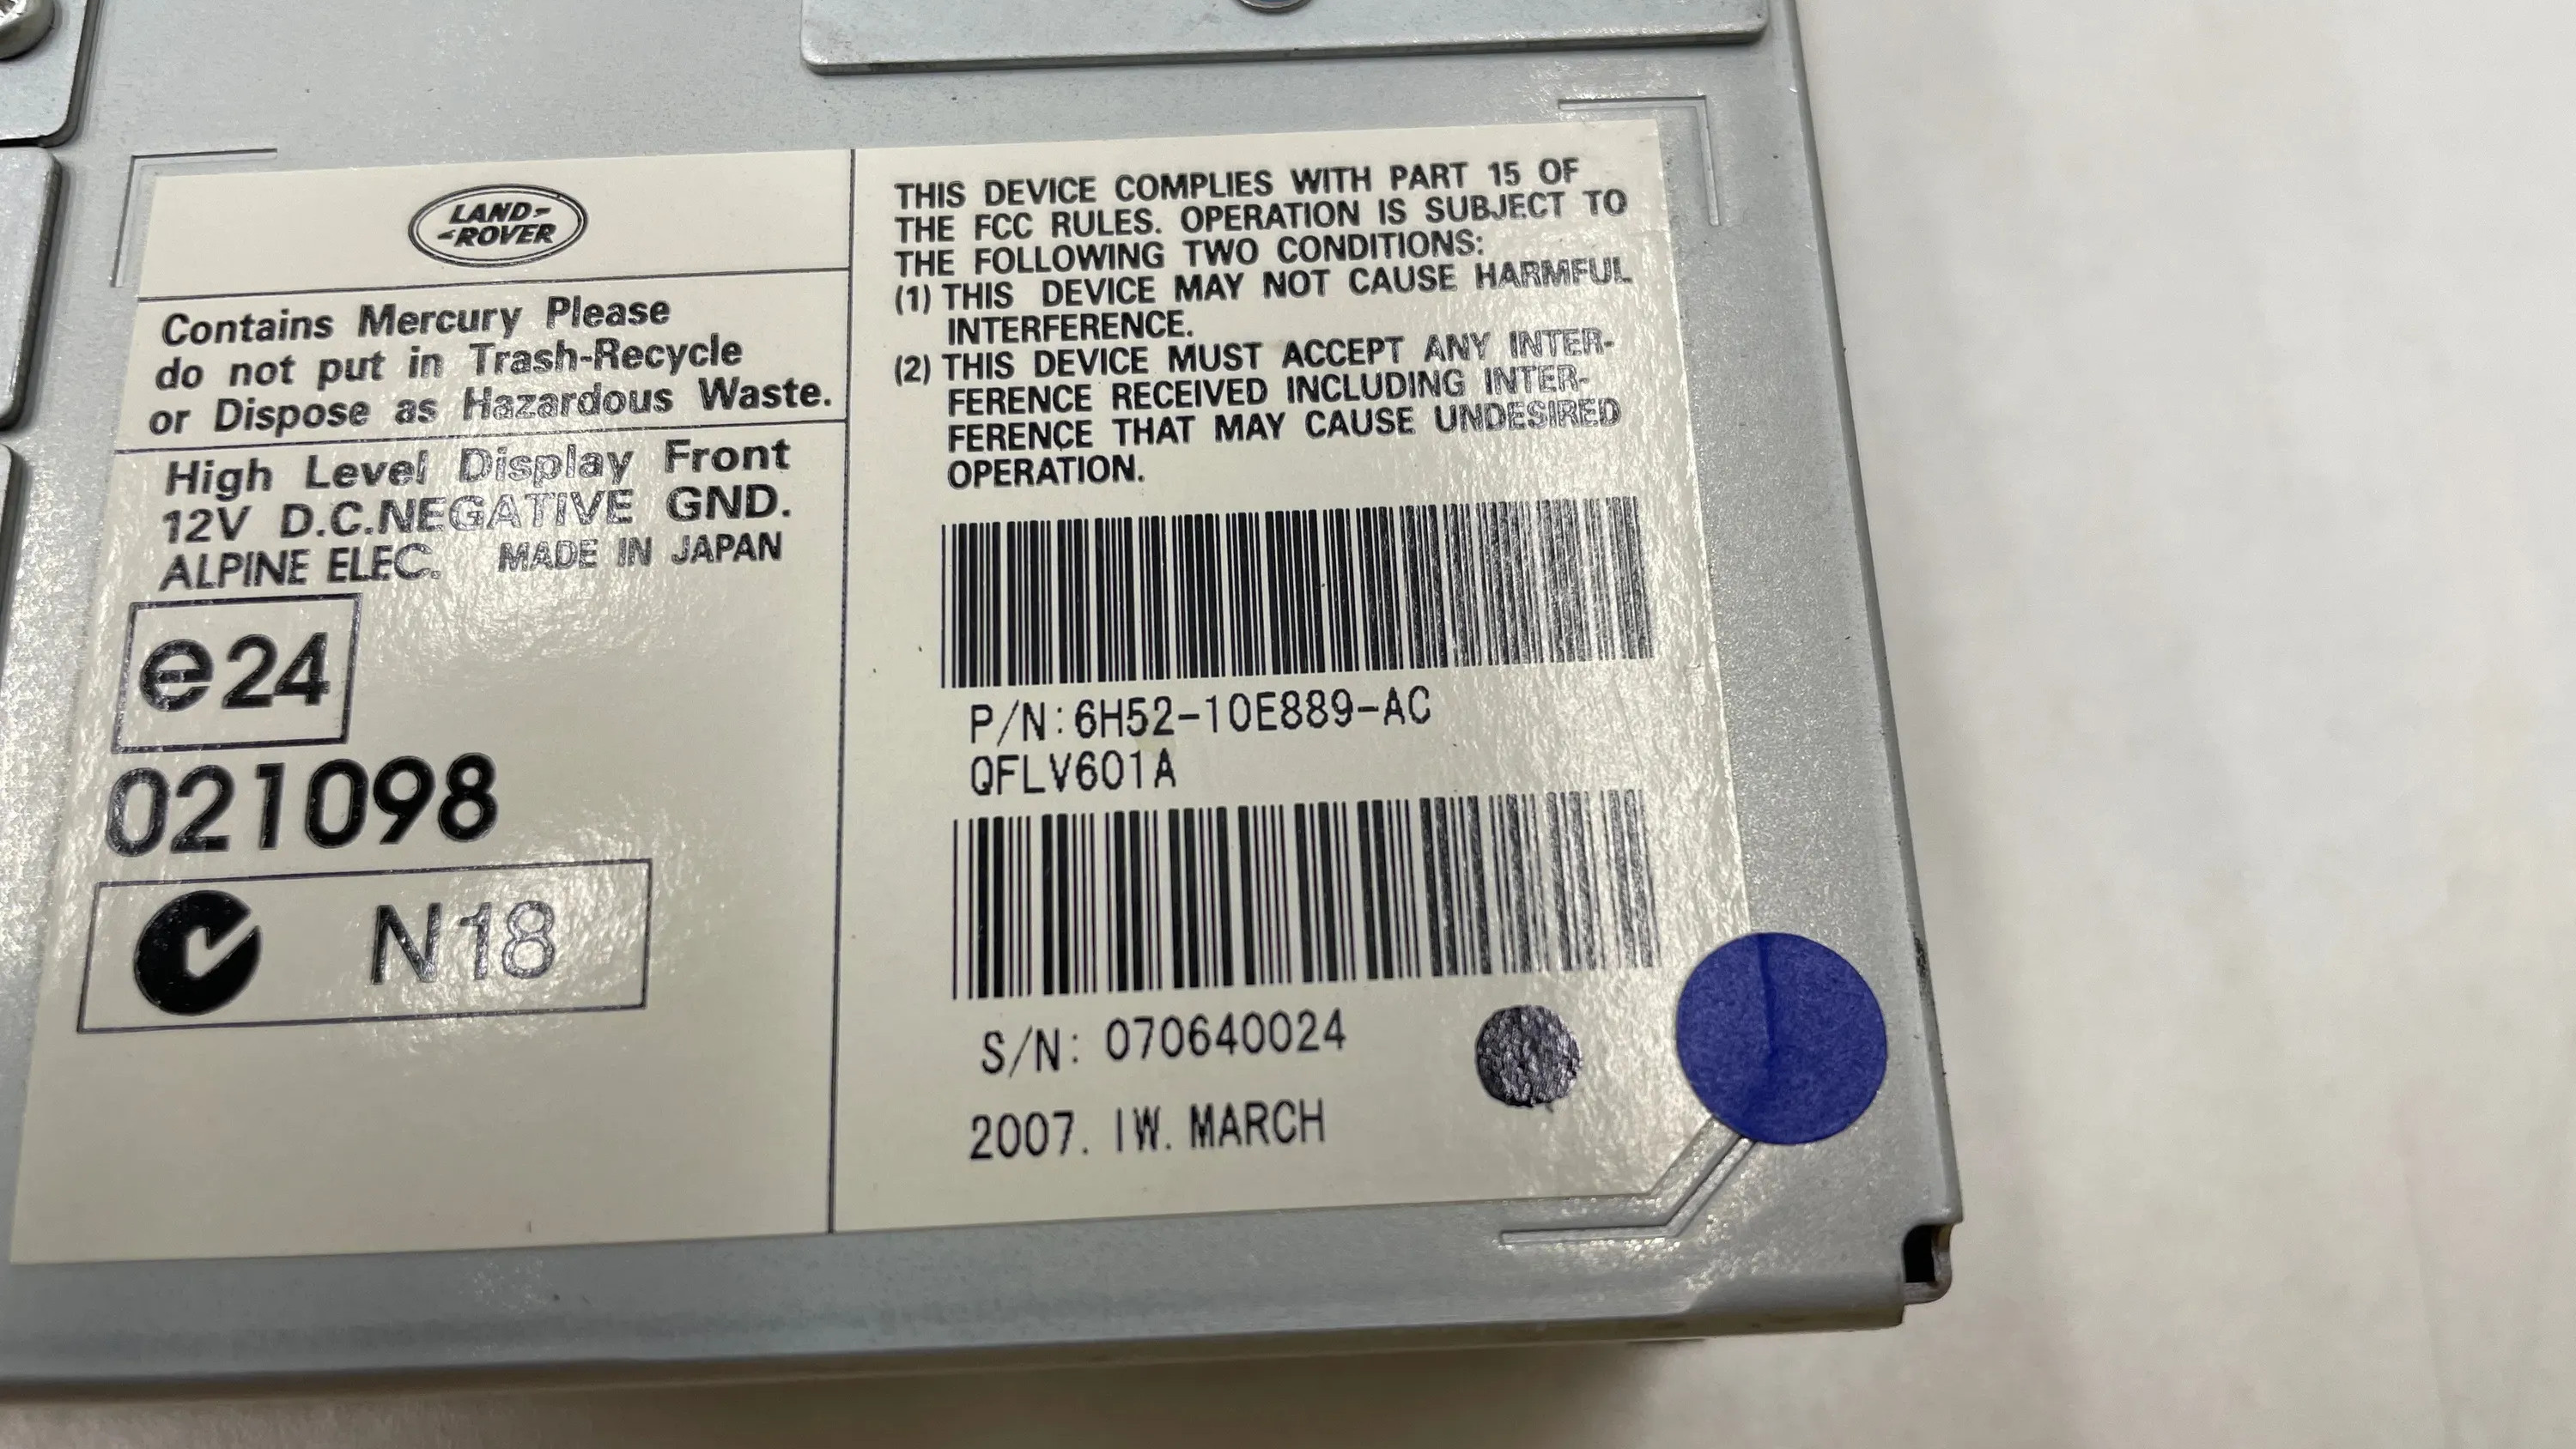 LAND-
-ROVER
Contains Mercury Please
do not put in Trash-Recycle
or Dispose as Hazardous Waste.
High Level Display Front
12V D.C.NEGATIVE GND.
ALPINE ELEC. MADE IN JAPAN
e24
021098
N18
THIS DEVICE COMPLIES WITH PART 15 OF
THE FCC RULES. OPERATION IS SUBJECT TO
THE FOLLOWING TWO CONDITIONS:
(1) THIS DEVICE MAY NOT CAUSE HARMFUL
INTERFERENCE.
(2) THIS DEVICE MUST ACCEPT ANY INTER-
FERENCE RECEIVED INCLUDING INTER-
FERENCE THAT MAY CAUSE UNDESIRED
OPERATION.
P/N:6H52-10E889-AC
QFLV601A
S/N: 070640024
2007. 1W. MARCH